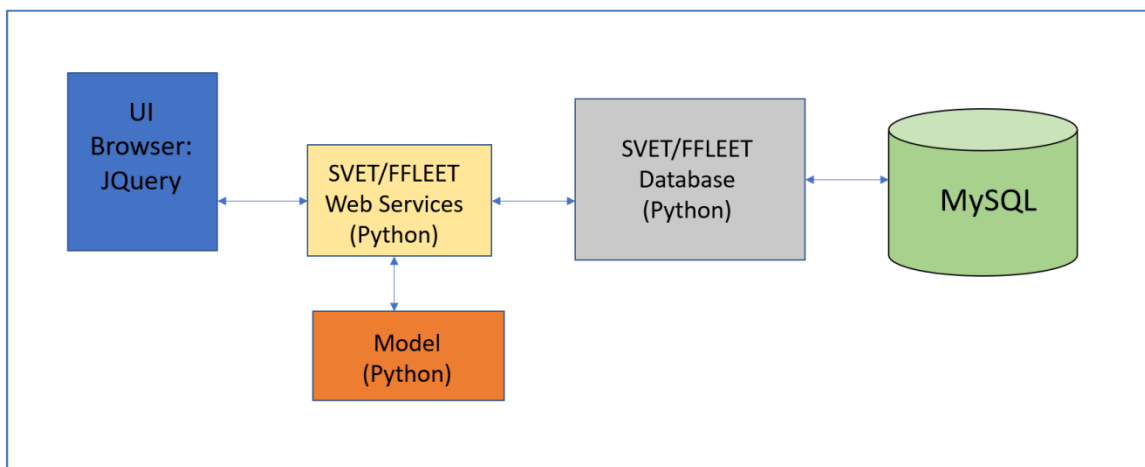 UI
Browser:
JQuery
SVET/FFLEET
Web Services
(Python)
Model
(Python)
SVET/FFLEET
Database
(Python)
MySQL